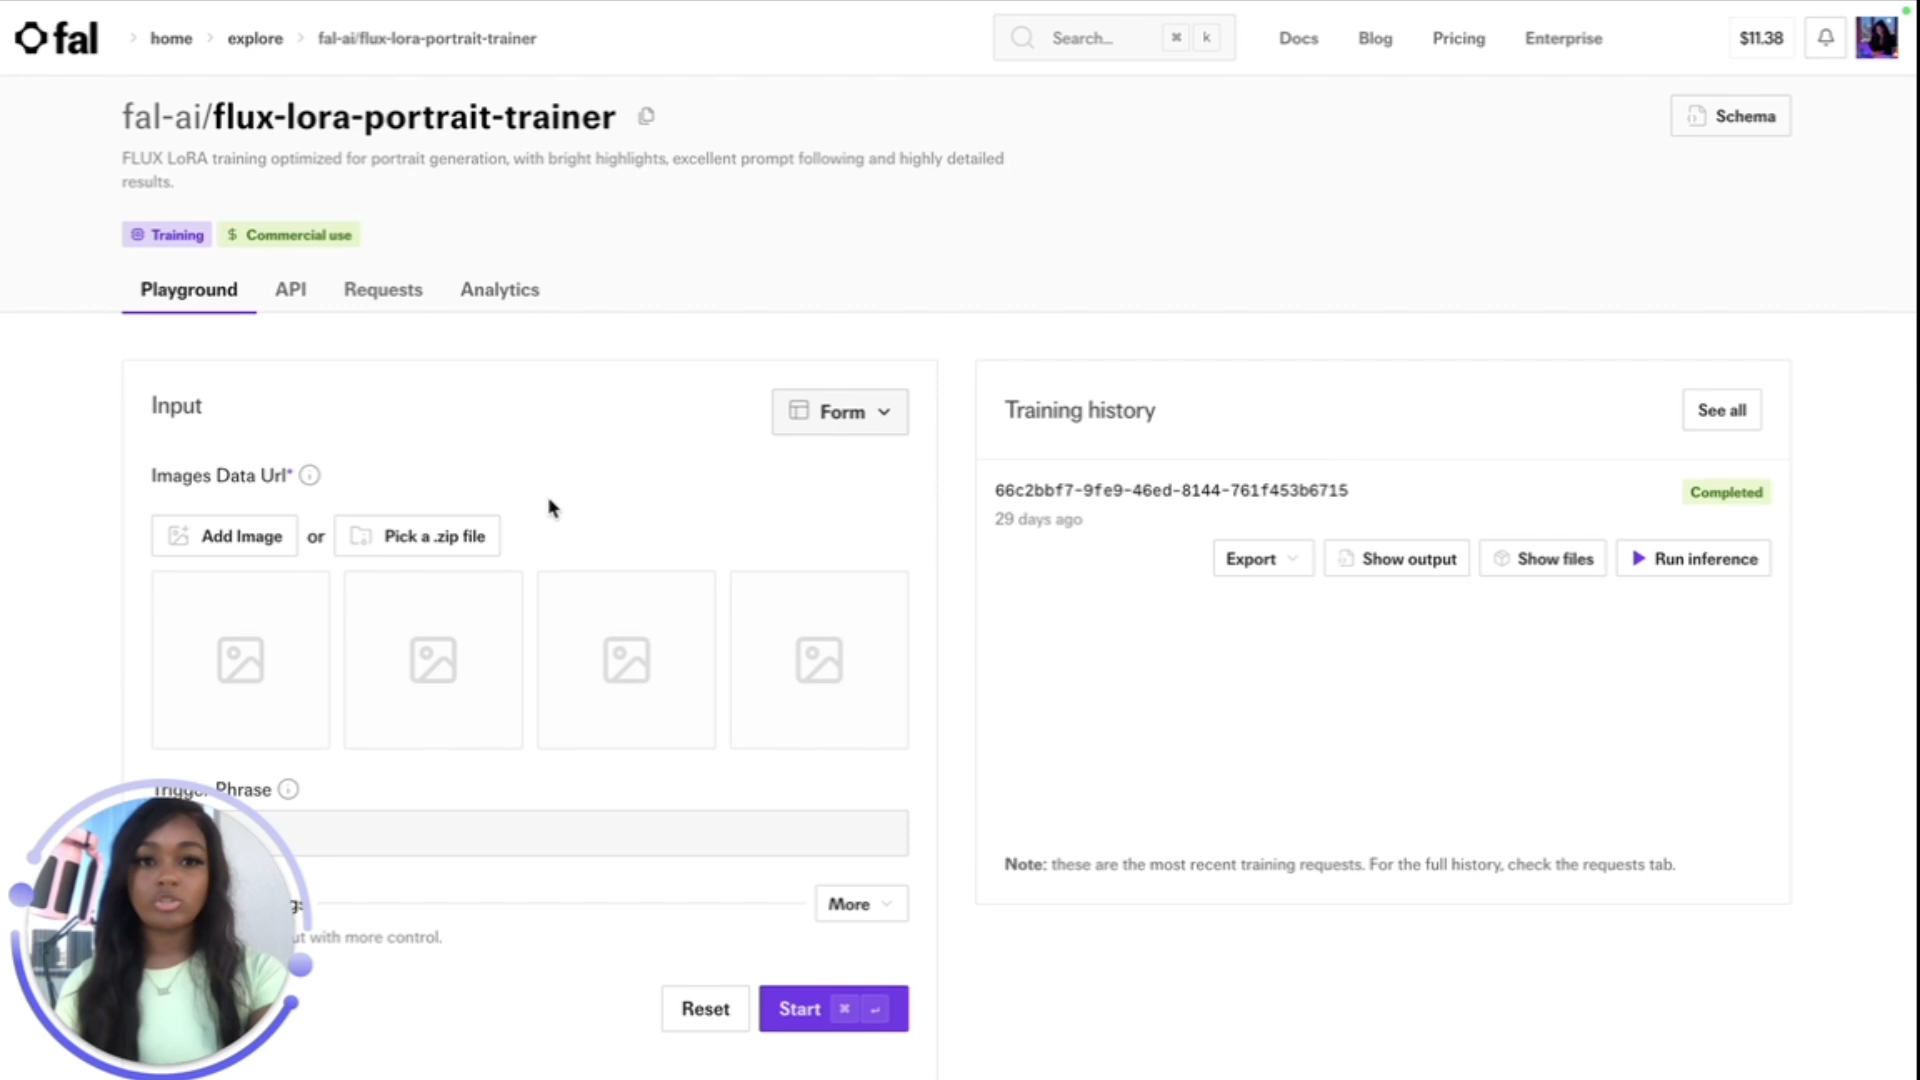 fal
home
explore
fal-ai/flux-lora-portrait-trainer
Search...
⌘
k
Docs
Blog
Pricing
Enterprise
$11.38
fal-ai/flux-lora-portrait-trainer
Schema
FLUX LoRA training optimized for portrait generation, with bright highlights, excellent prompt following and highly detailed
results.
Training
$ Commercial use
Playground
API
Requests
Analytics
Input
Form
Images Data Url*
Add Image or Pick a .zip file
Trigger Phrase
gs
More
ut with more control.
Reset
Start ⌘
Training history
See all
66c2bbf7-9fe9-46ed-8144-761f453b6715
Completed
29 days ago
Export
Show output
Show files
Run inference
Note: these are the most recent training requests. For the full history, check the requests tab.